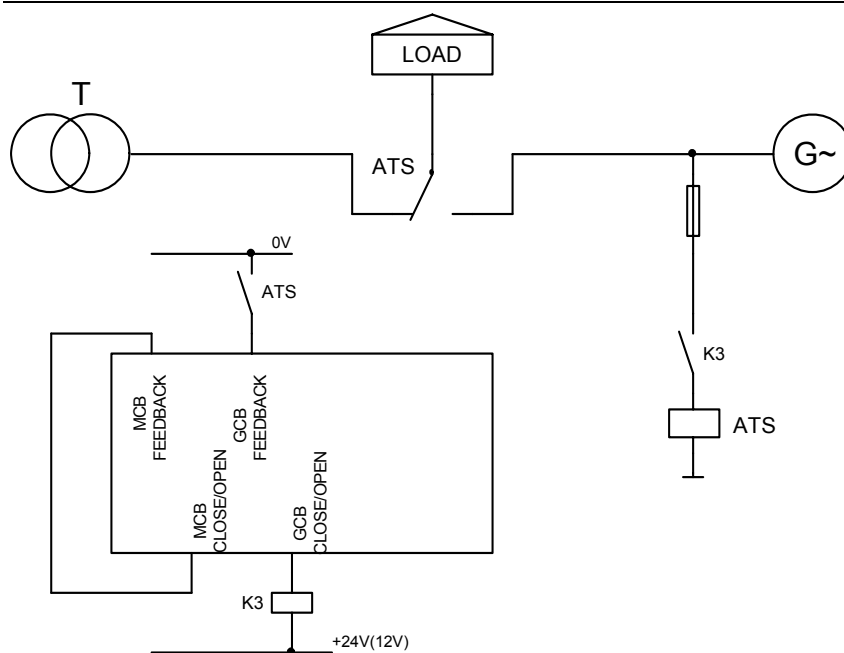 LOAD
T
ATS
G~
0V
ATS
K3
MCB
FEEDBACK
GCB
FEEDBACK
ATS
MCB
CLOSE/OPEN
GCB
CLOSE/OPEN
K3
+24V(12V)